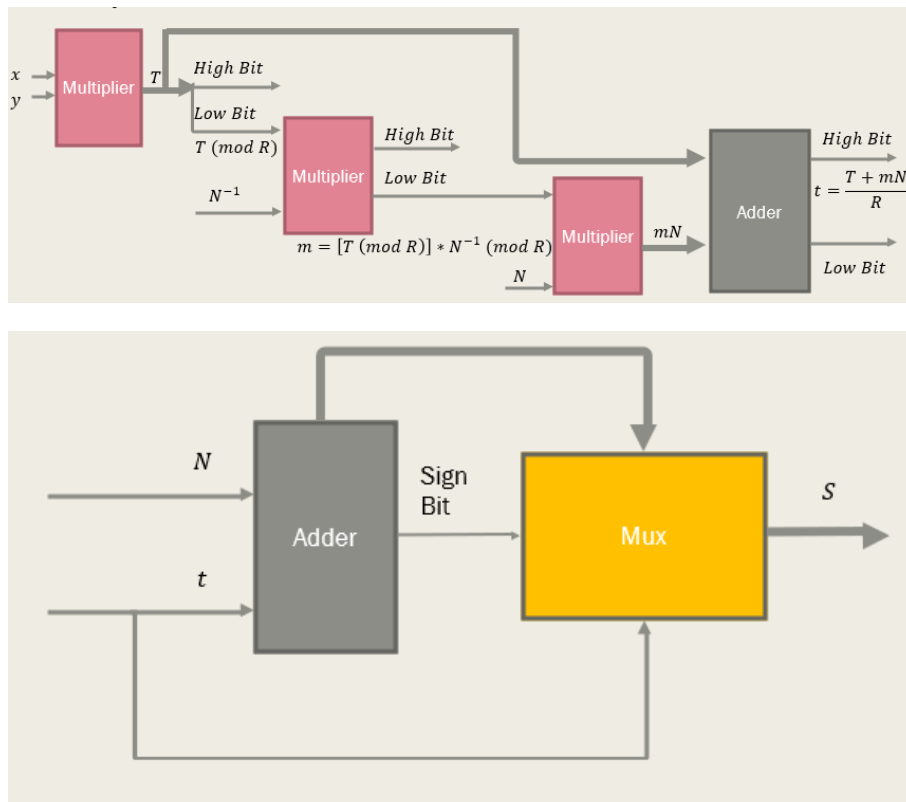 x
y
Multiplier
T
High Bit
Low Bit
T (mod R)
N⁻¹
Multiplier
High Bit
Low Bit
m = [T (mod R)] * N⁻¹ (mod R)
N
Multiplier
mN
Adder
High Bit
t = \frac{T + mN}{R}
Low Bit
N
t
Adder
Sign
Bit
Mux
S